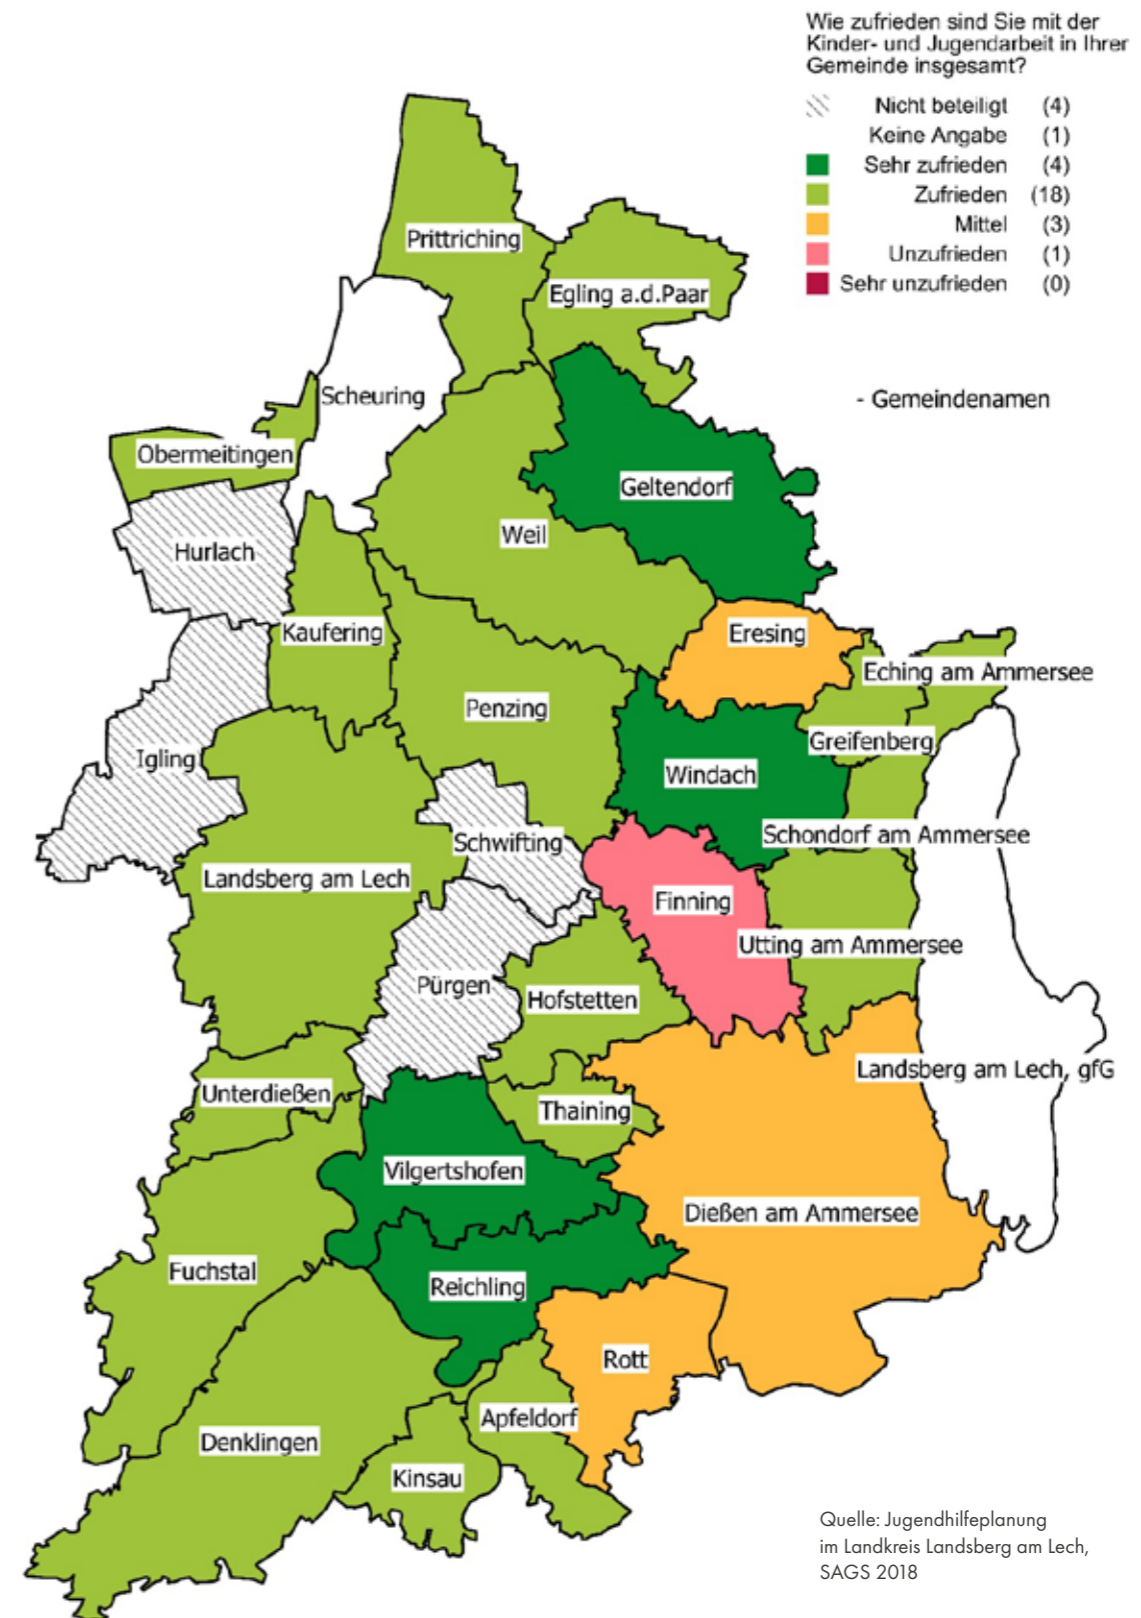 Wie zufrieden sind Sie mit der
Kinder- und Jugendarbeit in Ihrer
Gemeinde insgesamt?
Nicht beteiligt (4)
Keine Angabe (1)
Sehr zufrieden (4)
Zufrieden (18)
Mittel (3)
Unzufrieden (1)
Sehr unzufrieden (0)
- Gemeindenamen
Prittriching
Egling a.d.Paar
Scheuring
Obermeitingen
Geltendorf
Weil
Hurlach
Kaufering
Eresing
Eching am Ammersee
Penzing
Greifenberg
Igling
Windach
Schwifting
Schondorf am Ammersee
Landsberg am Lech
Finning
Utting am Ammersee
Pürgen
Hofstetten
Landsberg am Lech, gfG
Unterdießen
Thaining
Vilgertshofen
Dießen am Ammersee
Fuchstal
Reichling
Rott
Apfeldorf
Denklingen
Kinsau
Quelle: Jugendhilfeplanung
im Landkreis Landsberg am Lech,
SAGS 2018